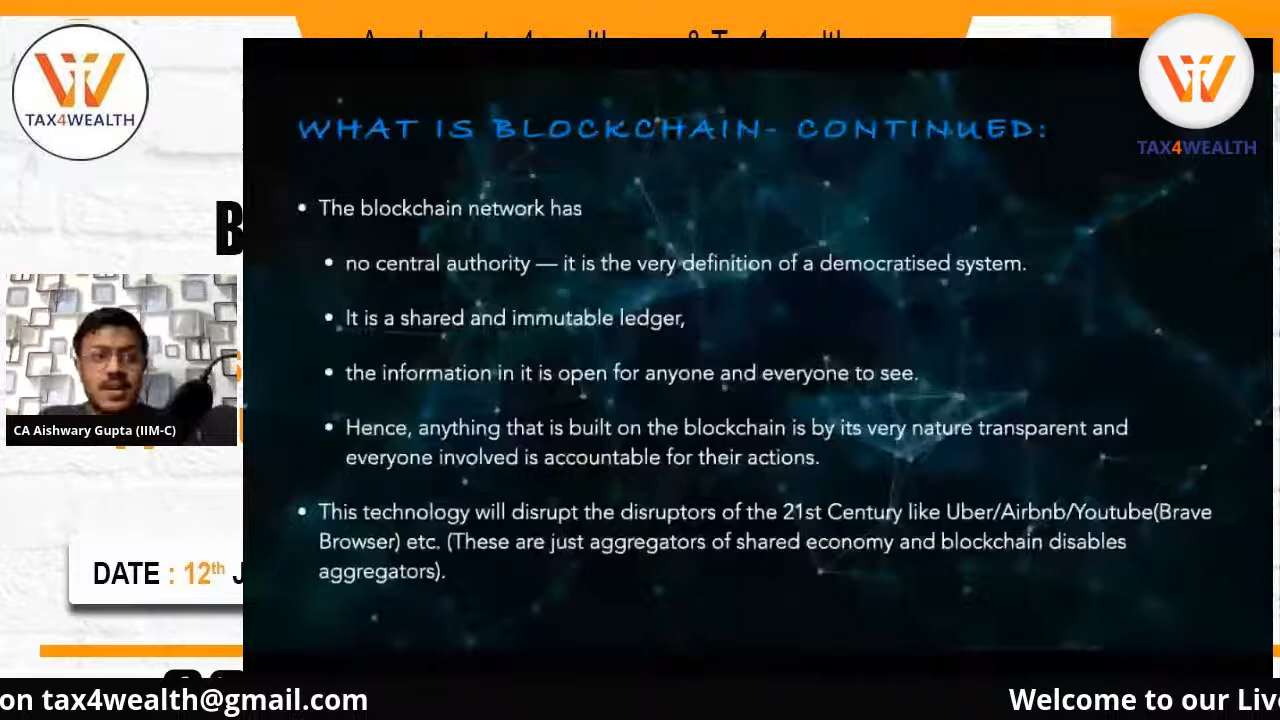 TAX4WEALTH
TAX4WEALTH
WHAT IS BLOCKCHAIN- CONTINUED:
• The blockchain network has
• no central authority — it is the very definition of a democratised system.
• It is a shared and immutable ledger,
• the information in it is open for anyone and everyone to see.
• Hence, anything that is built on the blockchain is by its very nature transparent and
everyone involved is accountable for their actions.
• This technology will disrupt the disruptors of the 21st Century like Uber/Airbnb/Youtube(Brave
Browser) etc. (These are just aggregators of shared economy and blockchain disables
aggregators).
B
CA Aishwary Gupta (IIM-C)
DATE : 12th J
on tax4wealth@gmail.com
Welcome to our Liv